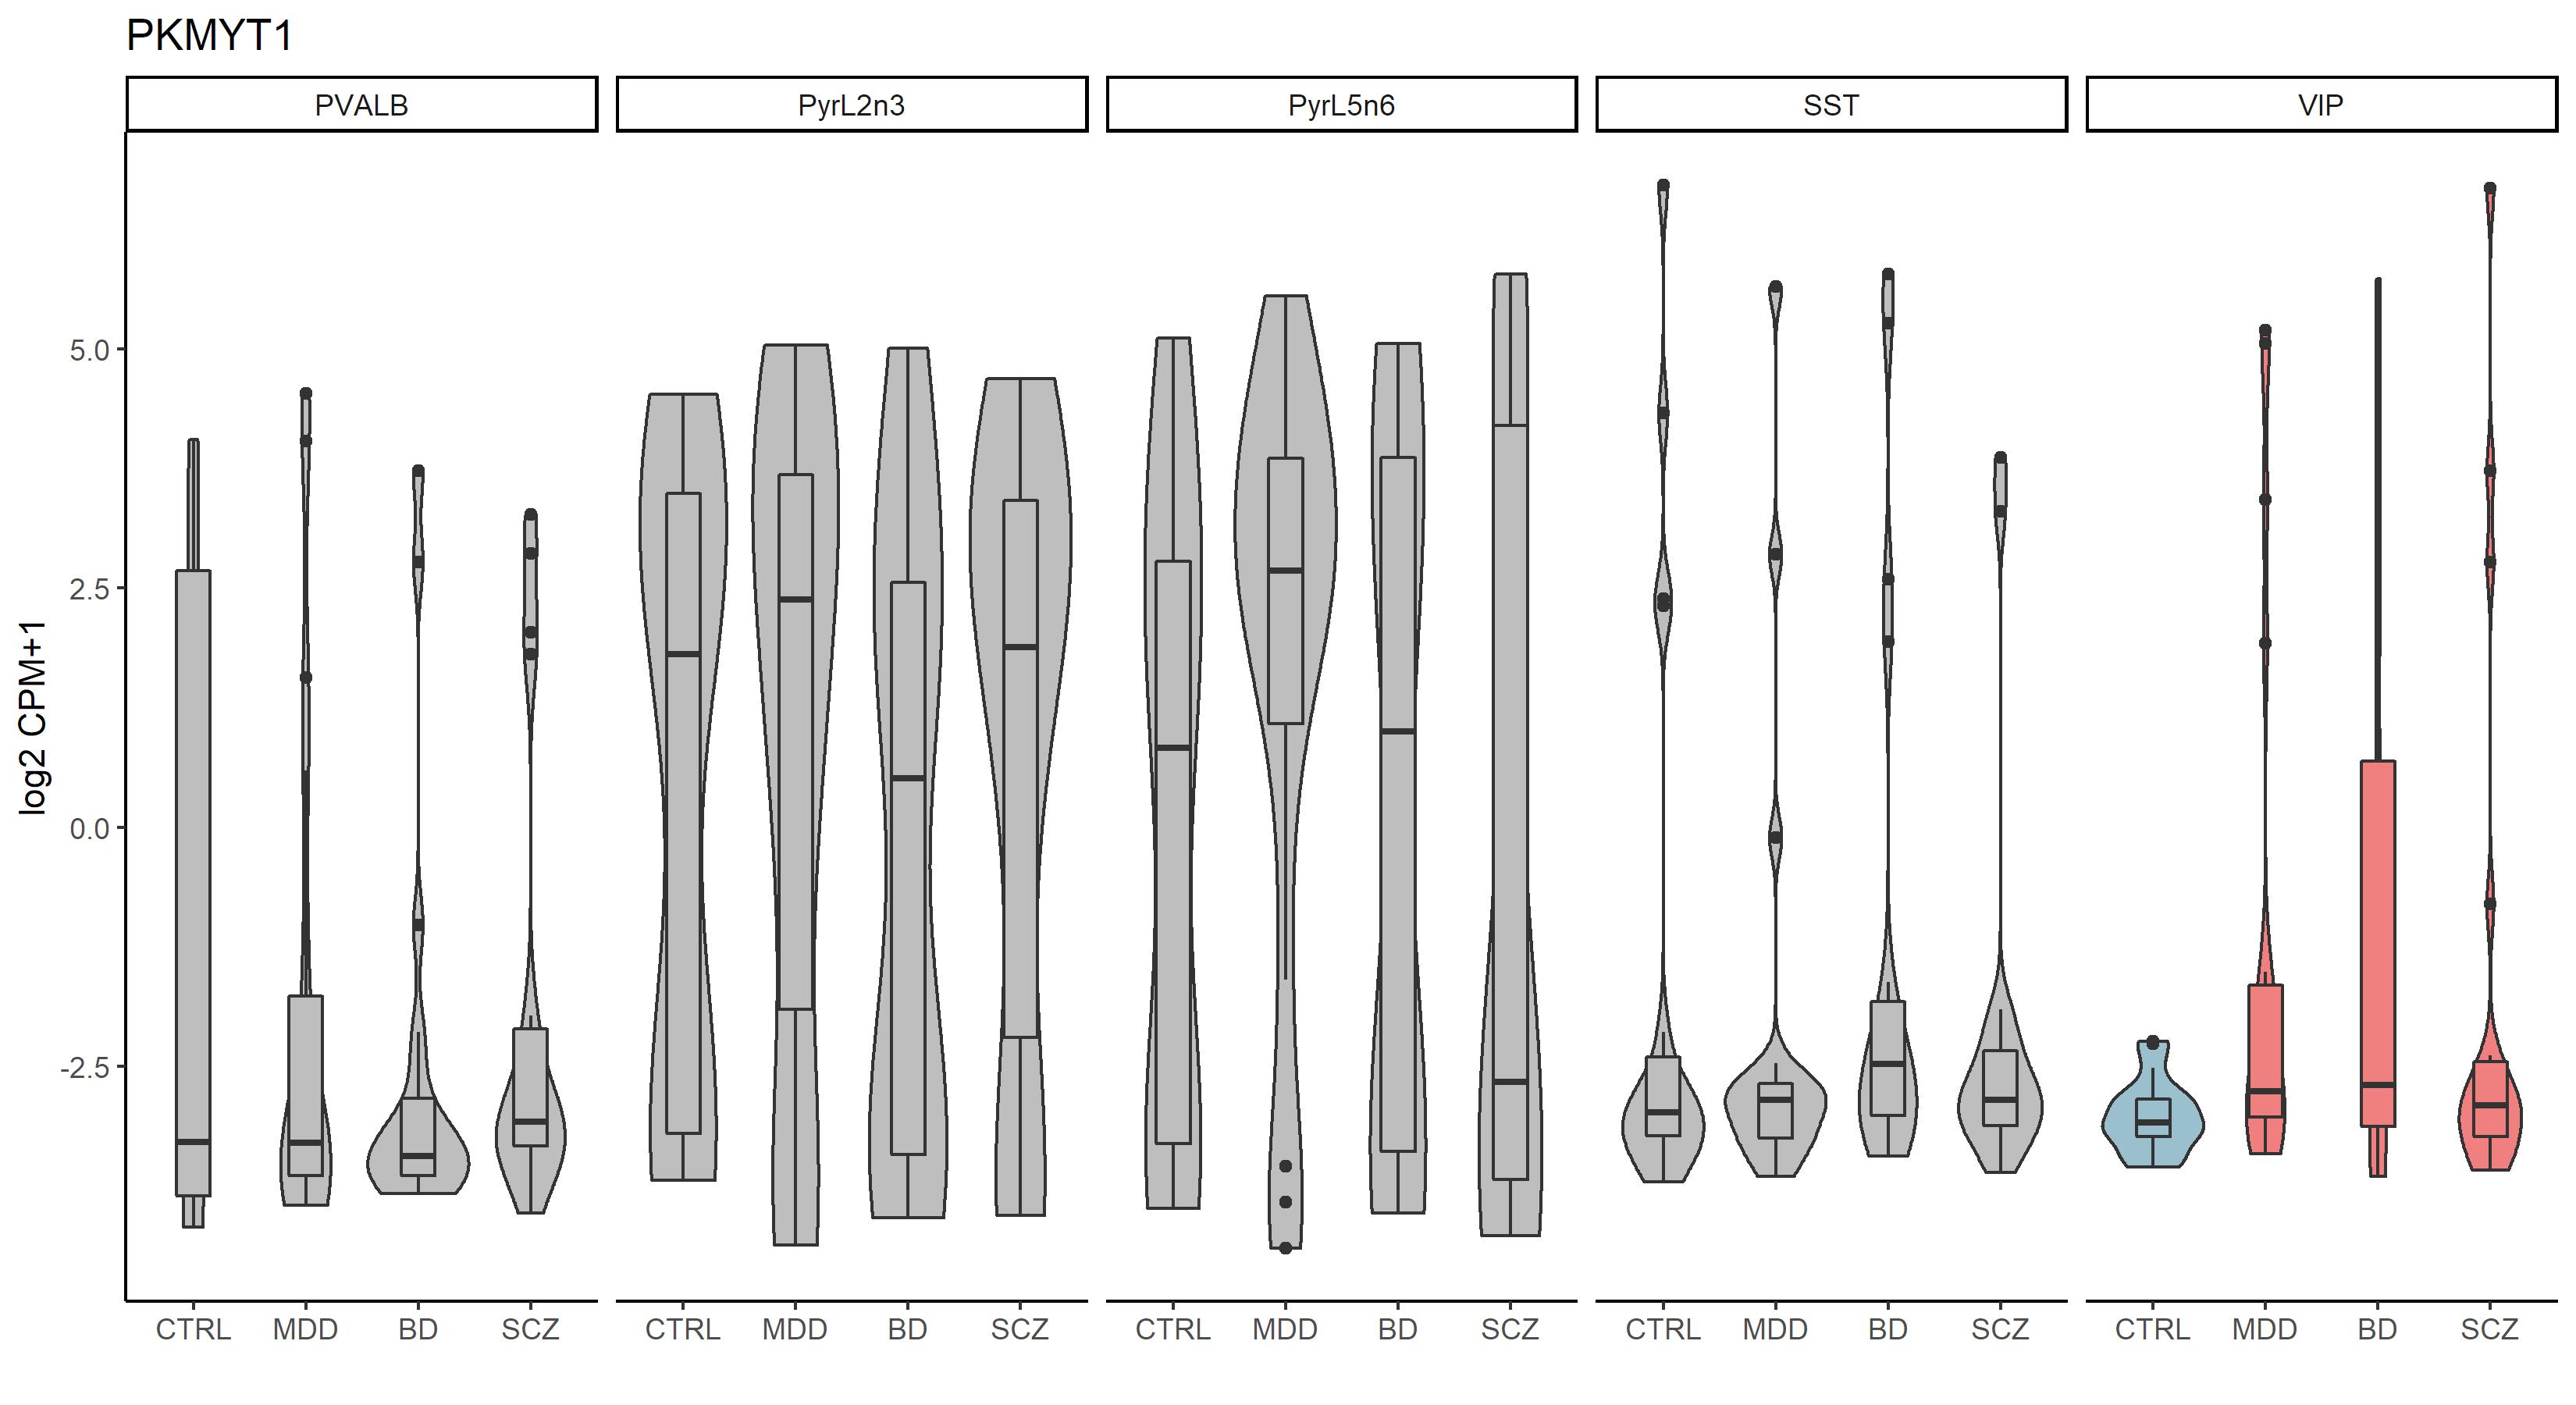 PKMYT1
PVALB PyrL2n3 PyrL5n6 SST VIP
log2 CPM+1
5.0
2.5
0.0
-2.5
CTRL MDD BD SCZ CTRL MDD BD SCZ CTRL MDD BD SCZ CTRL MDD BD SCZ CTRL MDD BD SCZ